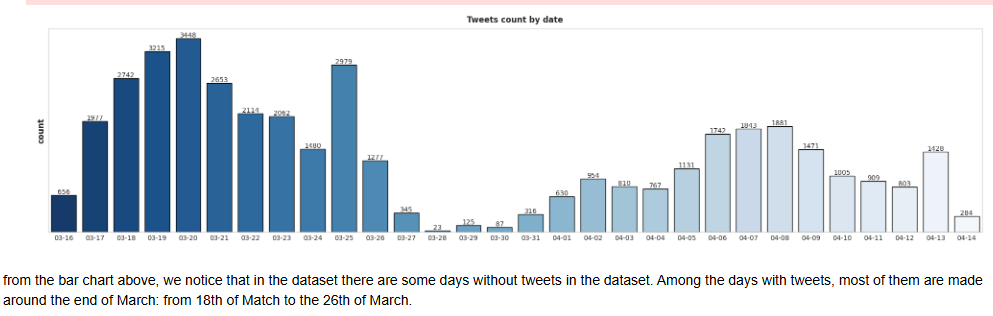 Tweets count by date
count
656 1977 2742 3215 3448 2653 2114 2062 1480 2979 1277 345 23 125 87 316 630 954 810 767 1131 1742 1843 1881 1471 1005 909 803 1428 284
03-16 03-17 03-18 03-19 03-20 03-21 03-22 03-23 03-24 03-25 03-26 03-27 03-28 03-29 03-30 03-31 04-01 04-02 04-03 04-04 04-05 04-06 04-07 04-08 04-09 04-10 04-11 04-12 04-13 04-14
from the bar chart above, we notice that in the dataset there are some days without tweets in the dataset. Among the days with tweets, most of them are made
around the end of March: from 18th of Match to the 26th of March.